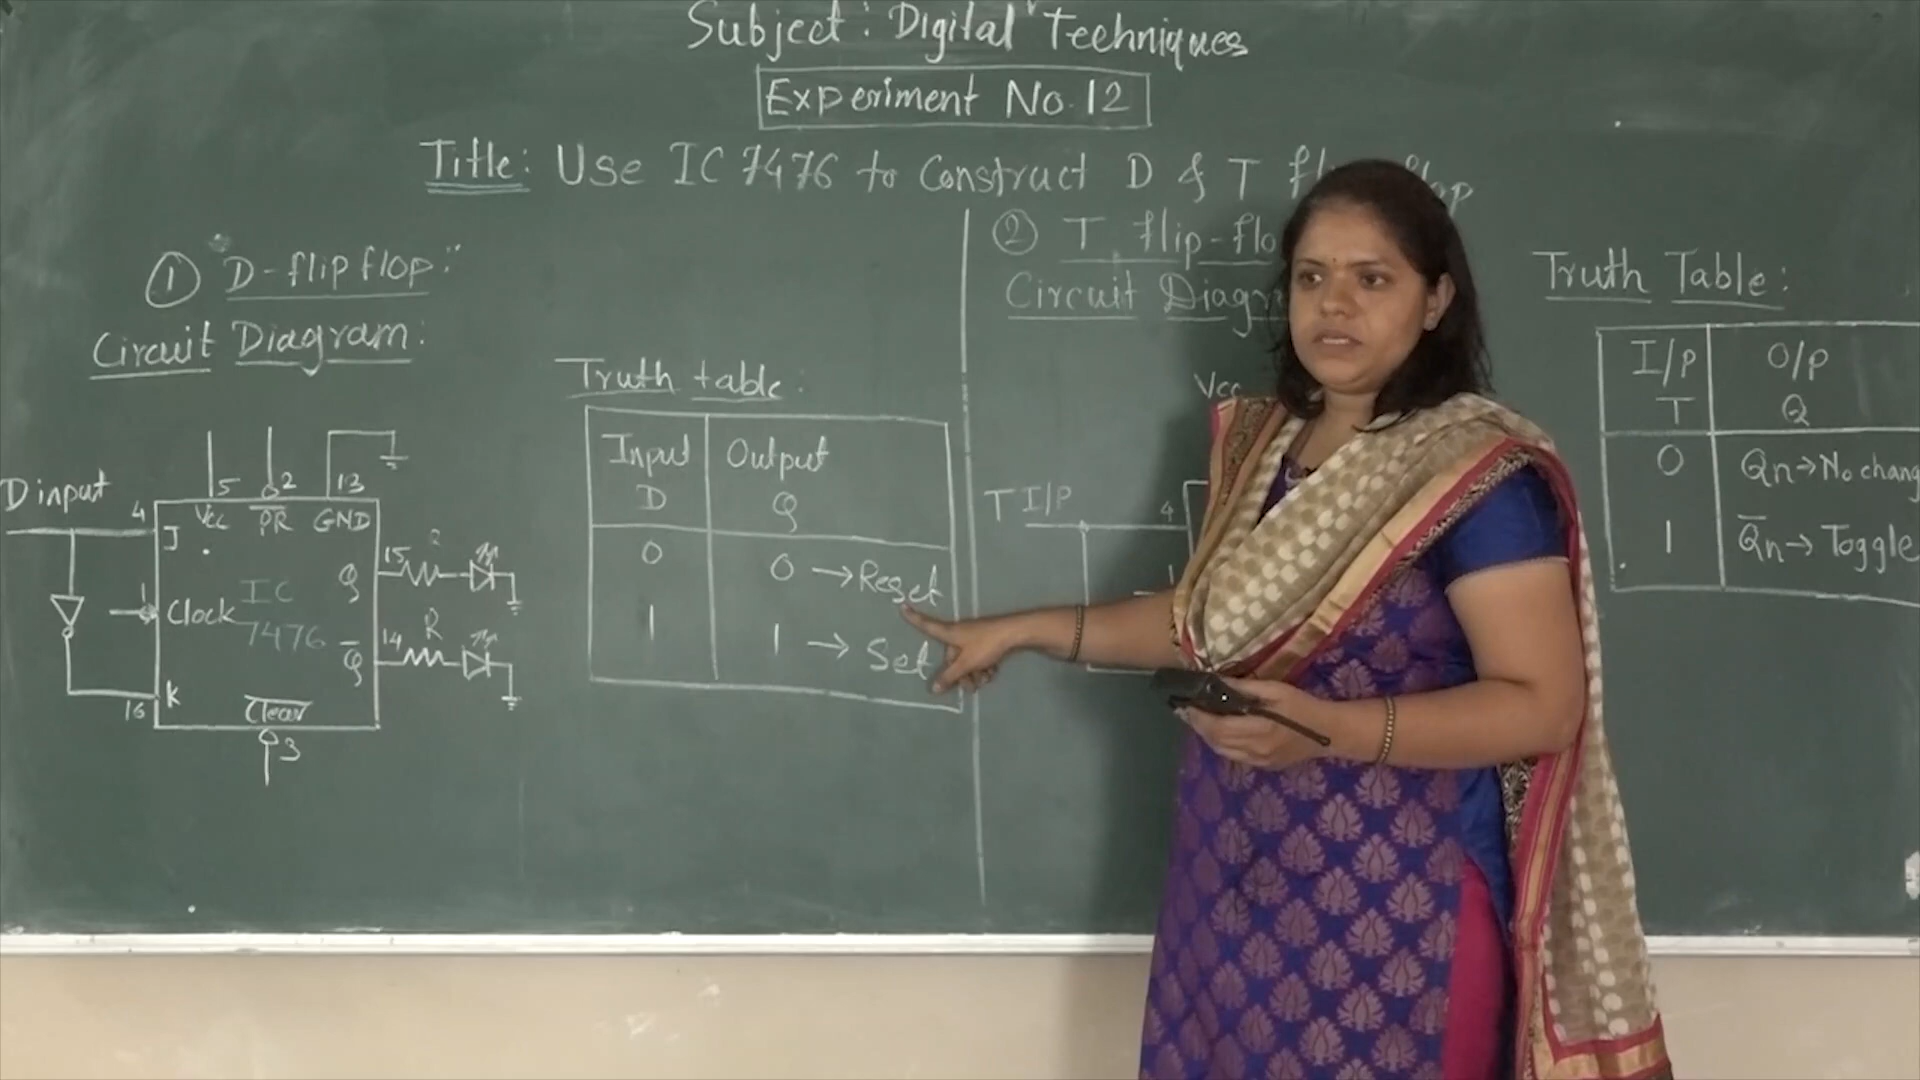 Subject: Digital Techniques
Experiment No. 12
Title: Use IC 7476 to Construct D & T
① "D-flip flop:"
Circuit Diagram:
D input
4
5
2
13
Vcc
PR
GND
J
1
Clock
IC
7476
Q
15
R
Q̅
14
R
K
16
Clear
3
Truth table:
Input Output
D Q
0 0 → Reset
1 1 → Set
② T flip-flo
Circuit Diagr
Vcc
T I/P
4
Truth Table:
I/P O/P
T Q
0 Qn → No chang
1 Q̅n → Toggle